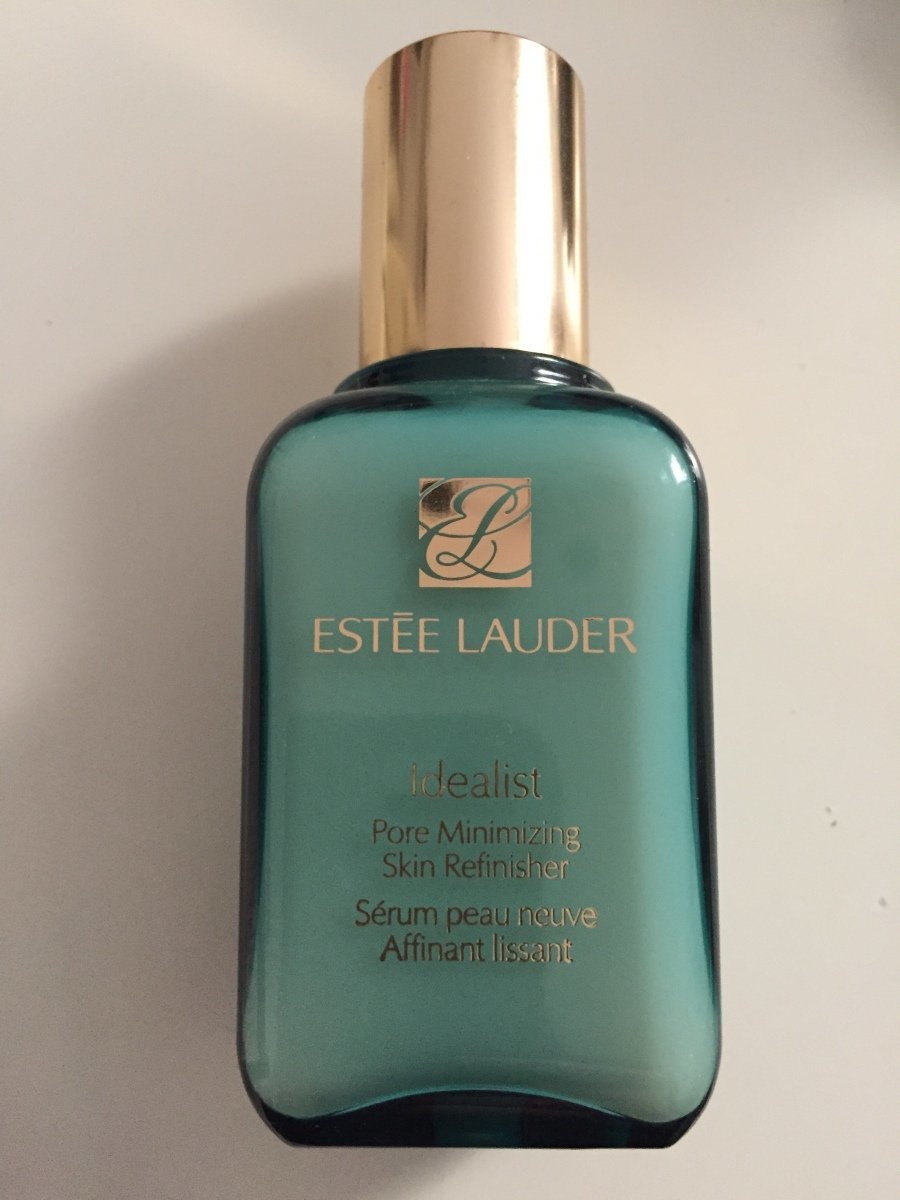 EL
ESTĒE LAUDER
Idealist
Pore Minimizing
Skin Refinisher
Sérum peau neuve
Affinant lissant